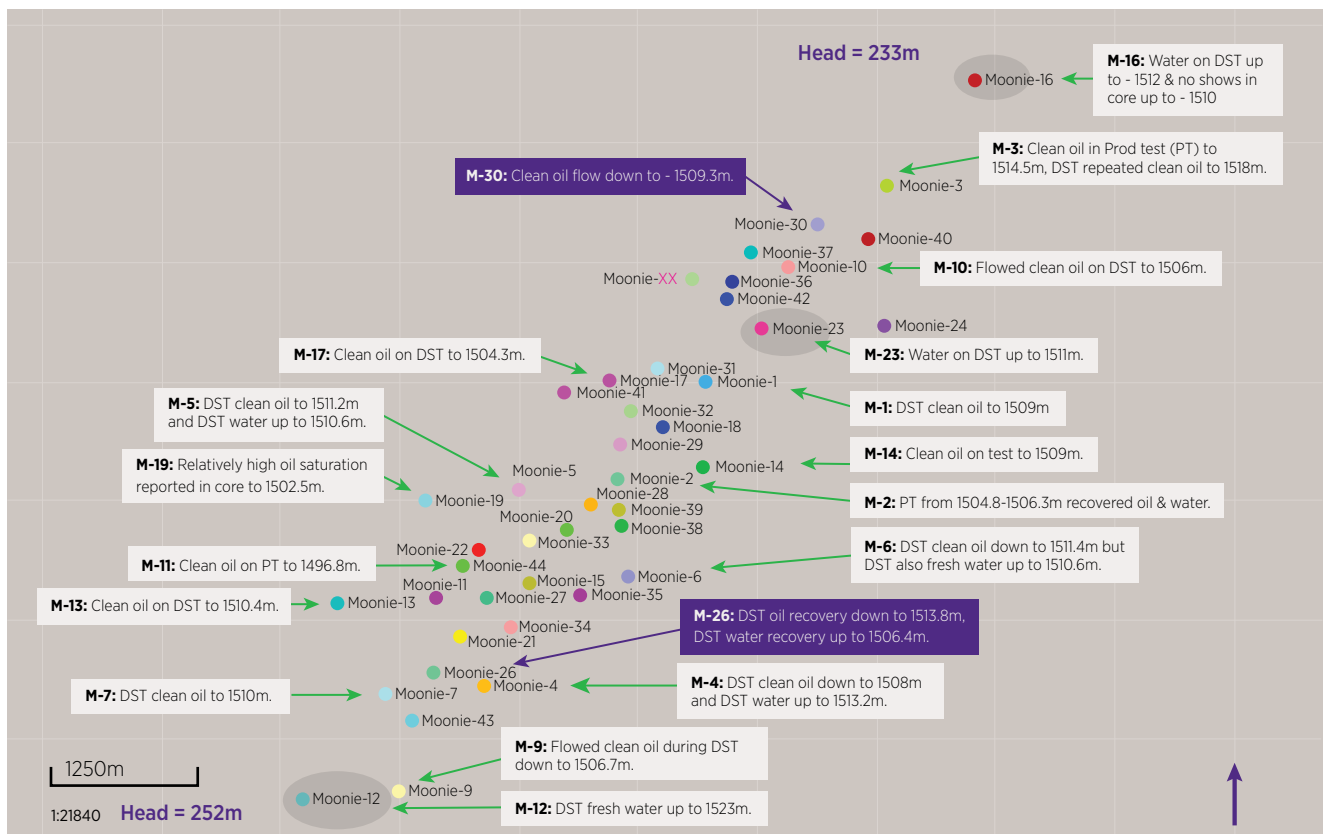 Head = 233m
M-16: Water on DST up
to - 1512 & no shows in
core up to - 1510
Moonie-16
M-3: Clean oil in Prod test (PT) to
1514.5m, DST repeated clean oil to 1518m.
M-30: Clean oil flow down to - 1509.3m.
Moonie-3
Moonie-30
Moonie-40
Moonie-37
Moonie-10
M-10: Flowed clean oil on DST to 1506m.
Moonie-XX
Moonie-36
Moonie-42
Moonie-23
Moonie-24
M-17: Clean oil on DST to 1504.3m.
M-23: Water on DST up to 1511m.
Moonie-31
Moonie-17
Moonie-1
Moonie-41
M-5: DST clean oil to 1511.2m
and DST water up to 1510.6m.
M-1: DST clean oil to 1509m
Moonie-32
Moonie-18
Moonie-29
M-14: Clean oil on test to 1509m.
M-19: Relatively high oil saturation
reported in core to 1502.5m.
Moonie-5
Moonie-14
Moonie-2
Moonie-28
Moonie-19
M-2: PT from 1504.8-1506.3m recovered oil & water.
Moonie-39
Moonie-20
Moonie-38
Moonie-33
M-6: DST clean oil down to 1511.4m but
DST also fresh water up to 1510.6m.
Moonie-22
M-11: Clean oil on PT to 1496.8m.
Moonie-44
Moonie-11
Moonie-15
Moonie-6
M-13: Clean oil on DST to 1510.4m.
Moonie-13
Moonie-27
Moonie-35
M-26: DST oil recovery down to 1513.8m,
DST water recovery up to 1506.4m.
Moonie-34
Moonie-21
Moonie-26
M-7: DST clean oil to 1510m.
Moonie-7
Moonie-4
M-4: DST clean oil down to 1508m
and DST water up to 1513.2m.
Moonie-43
M-9: Flowed clean oil during DST
down to 1506.7m.
1250m
Moonie-9
Moonie-12
M-12: DST fresh water up to 1523m.
1:21840
Head = 252m